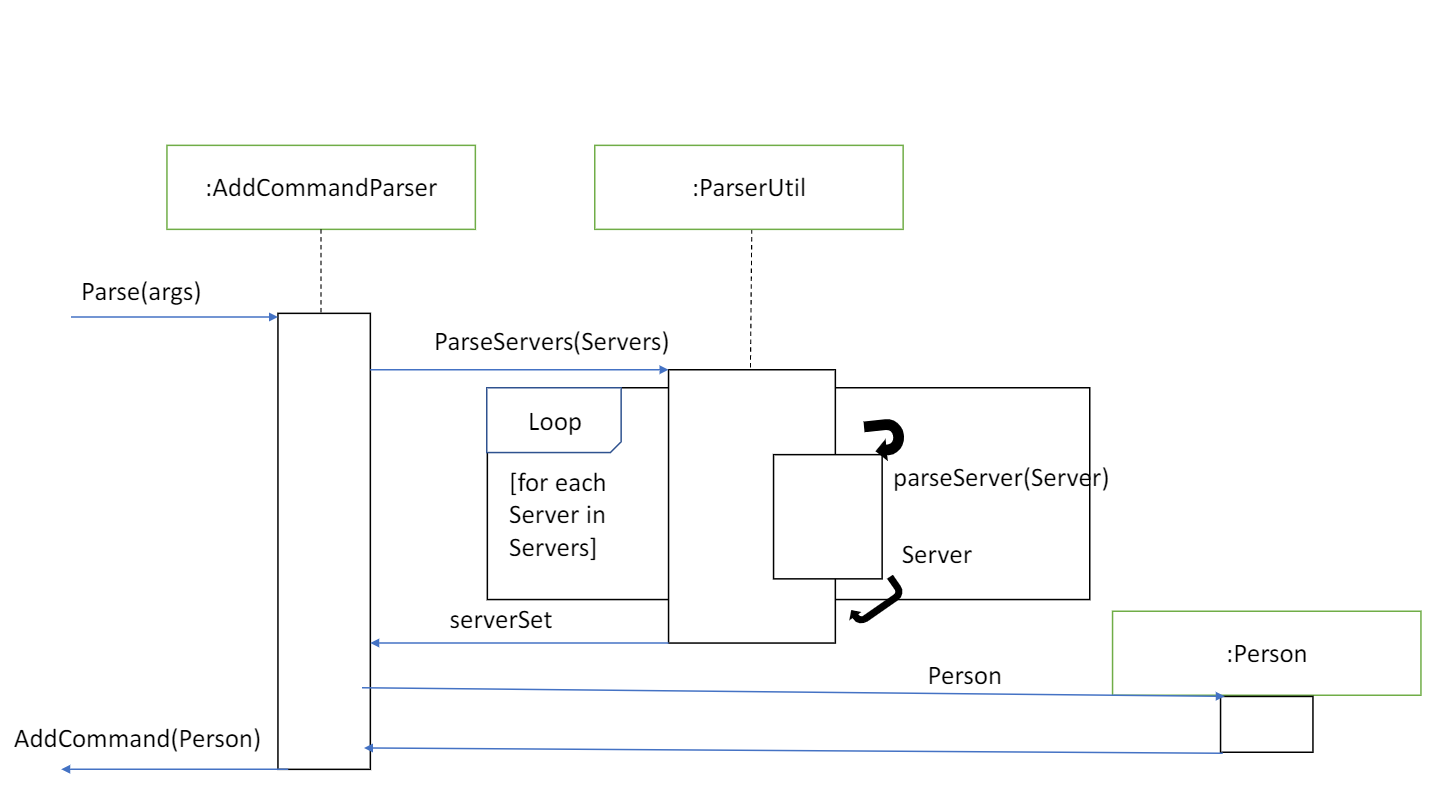 :AddCommandParser
:ParserUtil
Parse(args)
ParseServers(Servers)
Loop
[for each
Server in
Servers]
parseServer(Server)
Server
serverSet
:Person
Person
AddCommand(Person)